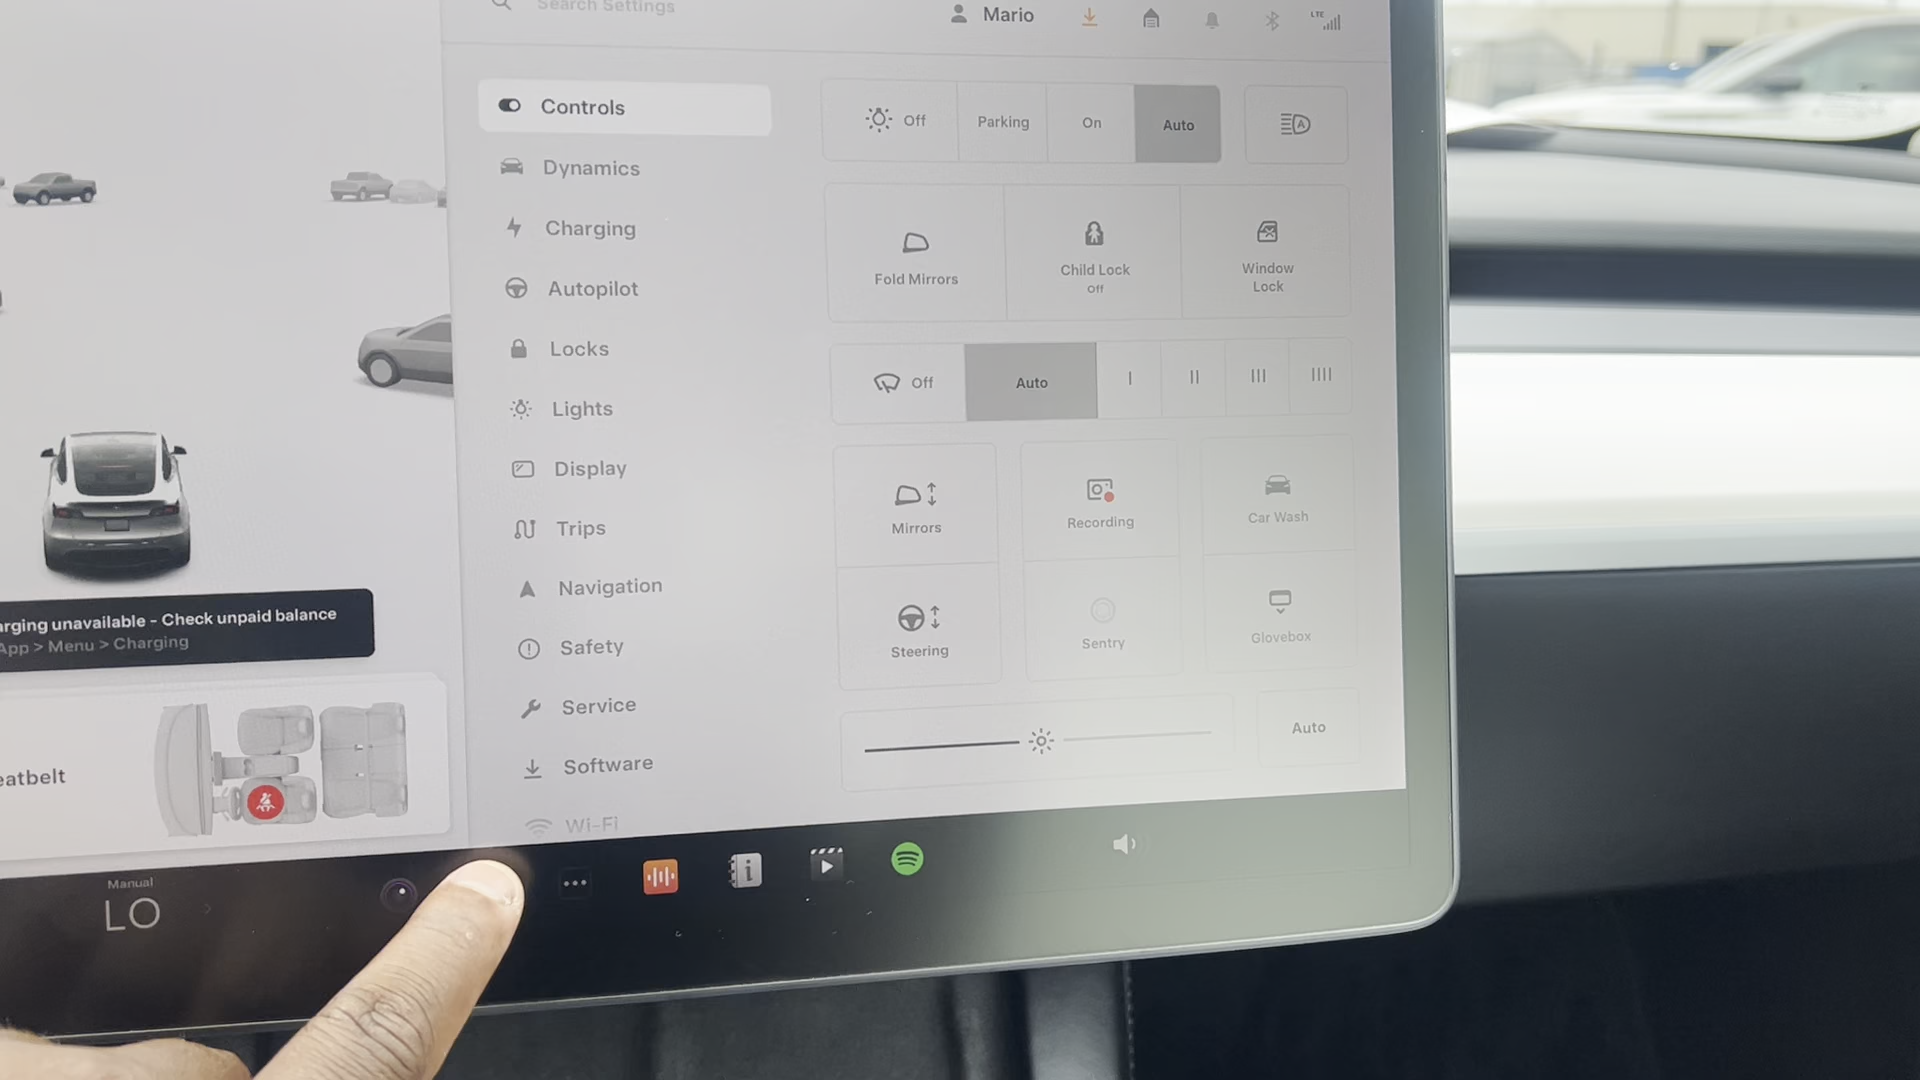 Search Settings
Mario
LTE
Controls
Dynamics
Charging
Autopilot
Locks
Lights
Display
Trips
Navigation
Safety
Service
Software
Wi-Fi
Off
Parking
On
Auto
Fold Mirrors
Child Lock
Off
Window
Lock
Off
Auto
I
II
III
IIII
Mirrors
Recording
Car Wash
Steering
Sentry
Glovebox
Auto
arging unavailable - Check unpaid balance
App > Menu > Charging
eatbelt
Manual
LO